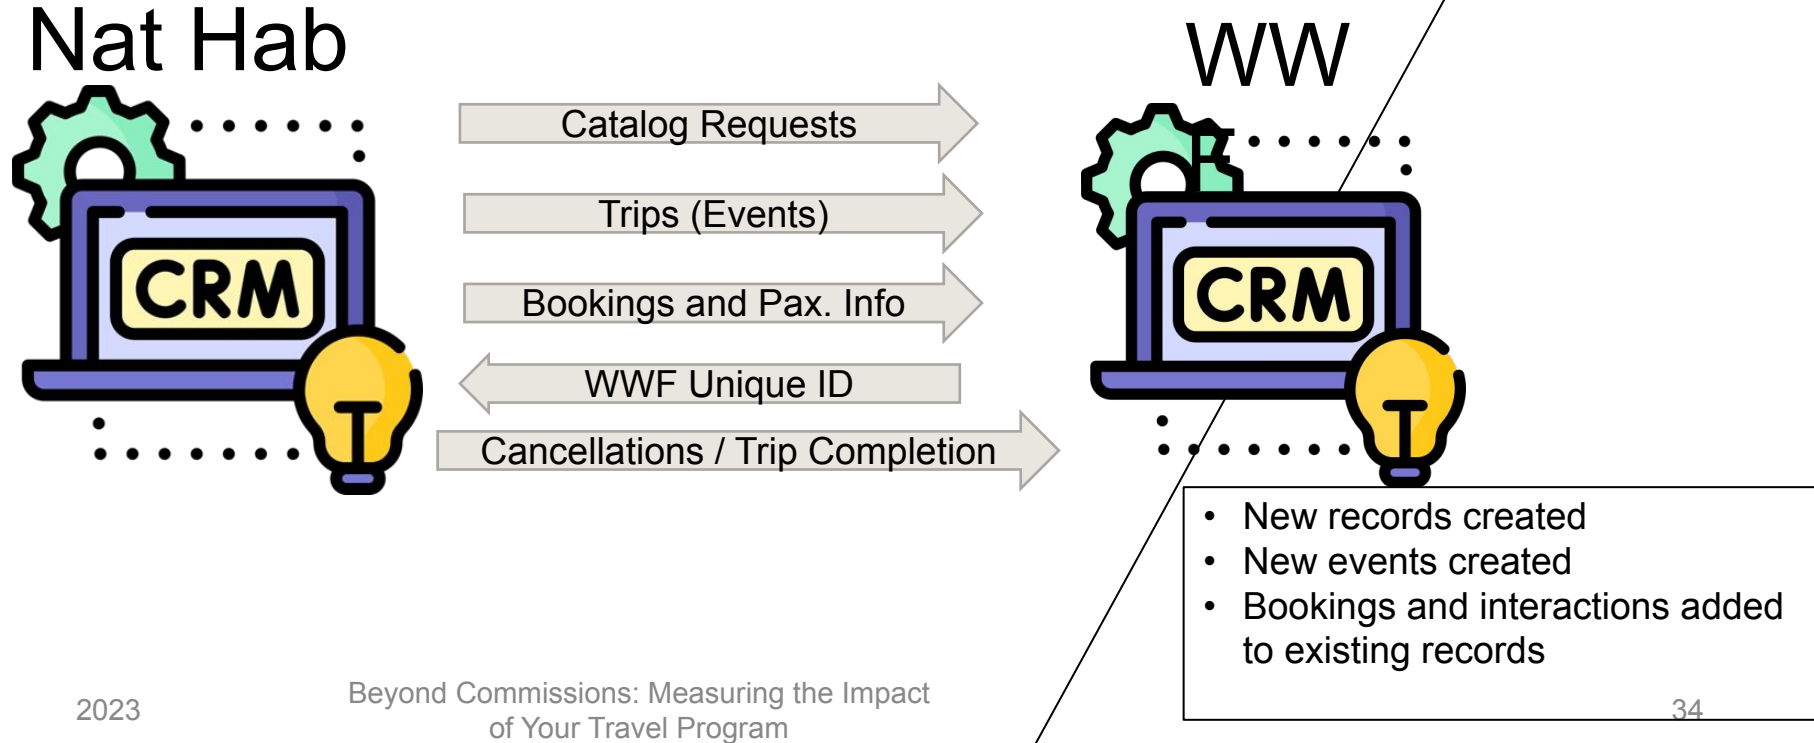 Nat Hab
WW
F
Catalog Requests
Trips (Events)
Bookings and Pax. Info
WWF Unique ID
Cancellations / Trip Completion
CRM
CRM
• New records created
• New events created
• Bookings and interactions added
to existing records
2023
Beyond Commissions: Measuring the Impact
of Your Travel Program
34